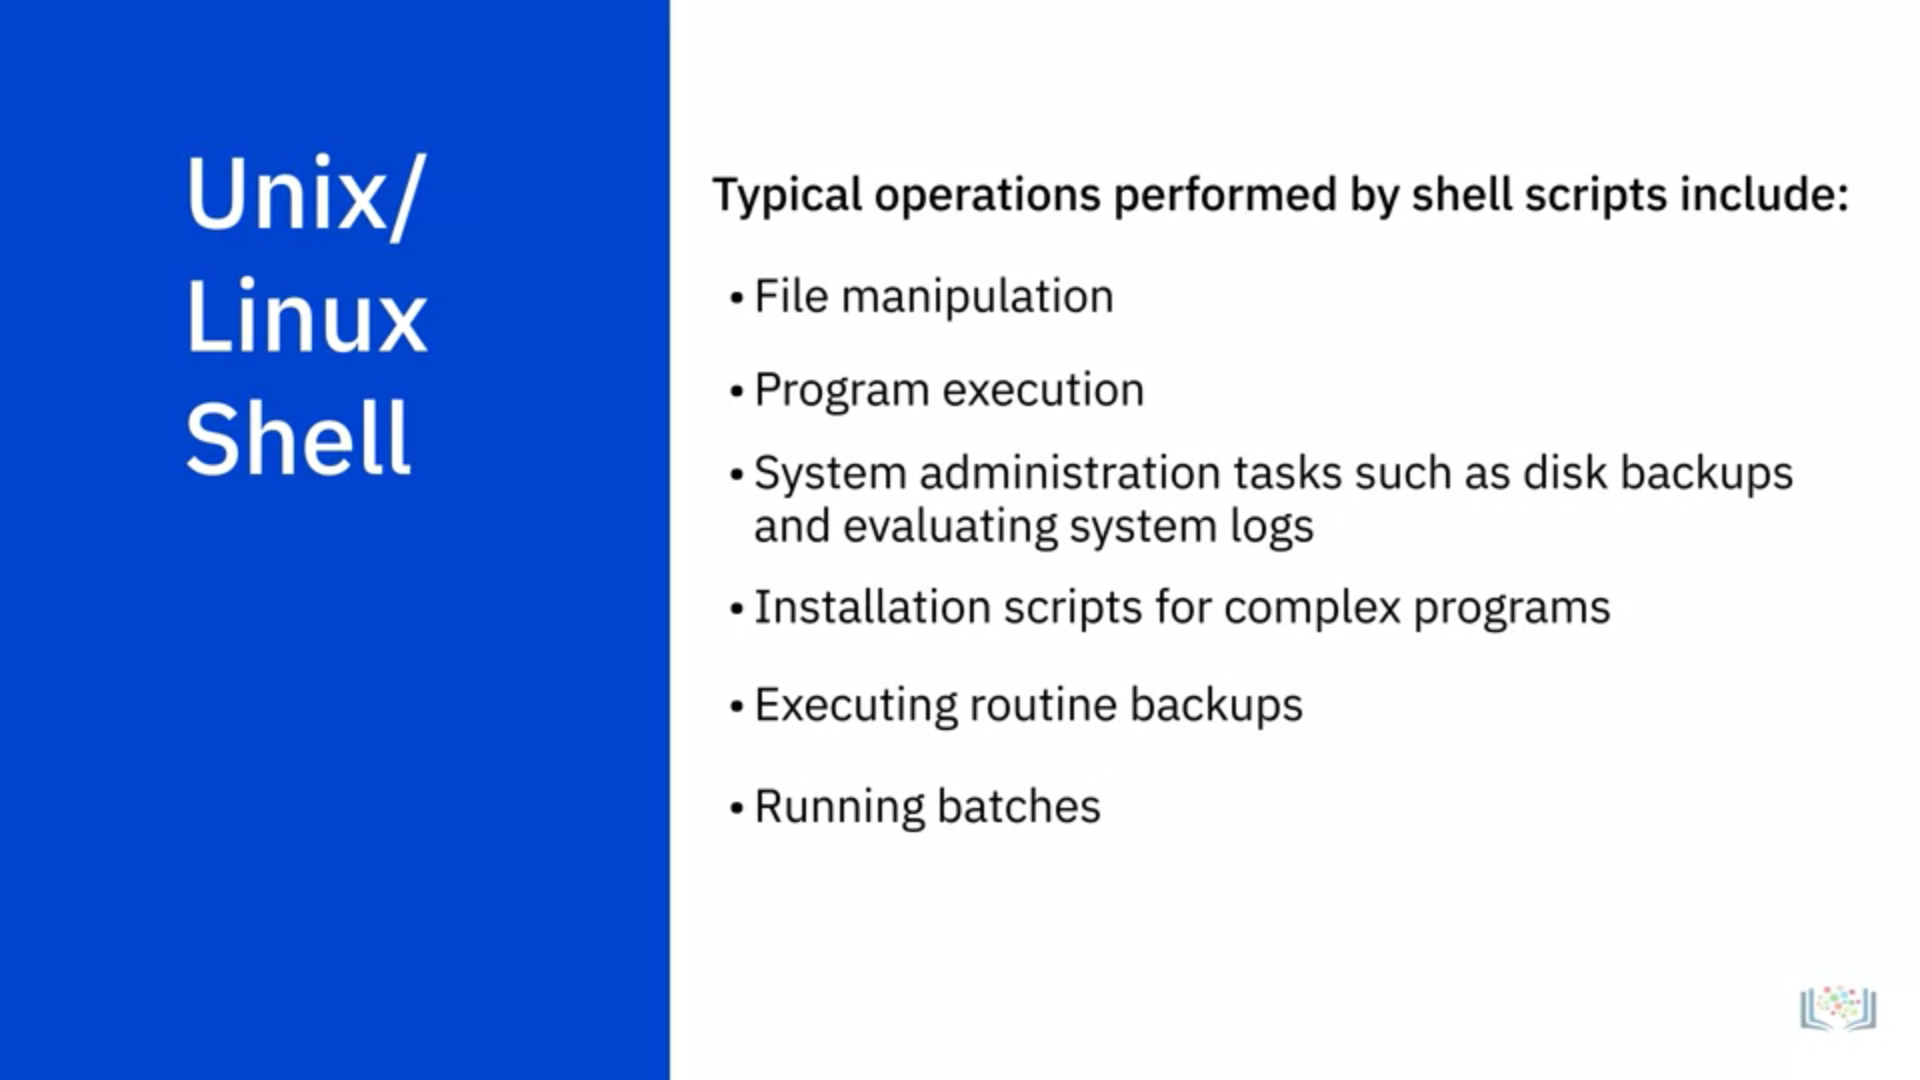 Unix/
Linux
Shell
Typical operations performed by shell scripts include:
• File manipulation
• Program execution
• System administration tasks such as disk backups
and evaluating system logs
• Installation scripts for complex programs
• Executing routine backups
• Running batches